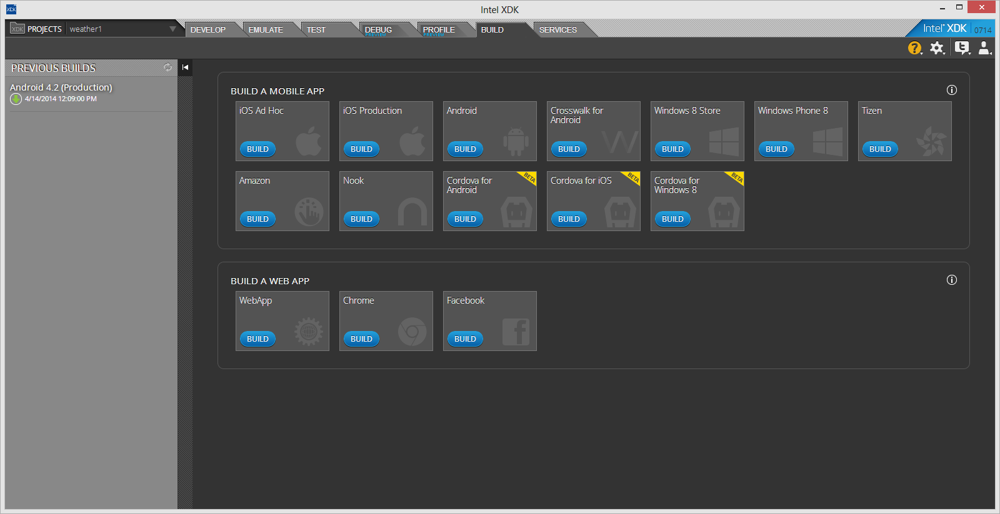 XDK
Intel XDK
XDK PROJECTS weather1 DEVELOP EMULATE TEST DEBUG PROFILE BUILD SERVICES Intel® XDK 0714
PREVIEW PREVIEW
?
PREVIOUS BUILDS
Android 4.2 (Production)
4/14/2014 12:09:00 PM
BUILD A MOBILE APP
iOS Ad Hoc
BUILD
iOS Production
BUILD
Android
BUILD
Crosswalk for
Android
BUILD
Windows 8 Store
BUILD
Windows Phone 8
BUILD
Tizen
BUILD
Amazon
BUILD
Nook
BUILD
Cordova for
Android
BETA
BUILD
Cordova for iOS
BETA
BUILD
Cordova for
Windows 8
BETA
BUILD
BUILD A WEB APP
WebApp
BUILD
Chrome
BUILD
Facebook
BUILD